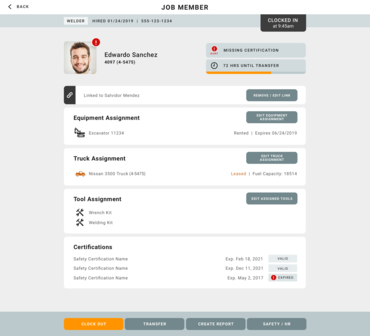 BACK
JOB MEMBER
WELDER
HIRED 01/24/2019 | 555-123-1234
CLOCKED IN
at 9:45am
Edwardo Sanchez
4097 (4-5475)
MISSING CERTIFICATION
72 HRS UNTIL TRANSFER
Linked to Salvidor Mendez
REMOVE / EDIT LINK
Equipment Assignment
EDIT EQUIPMENT
ASSIGNMENT
Excavator 11234
Rented | Expires 06/24/2019
Truck Assignment
EDIT TRUCK
ASSIGNMENT
Nissan 3500 Truck (4-5475)
Leased | Fuel Capacity: 16514
Tool Assignment
EDIT ASSIGNED TOOLS
Wrench Kit
Welding Kit
Certifications
Safety Certification Name
Exp. Feb 18, 2021
VALID
Safety Certification Name
Exp. Dec 11, 2021
VALID
Safety Certification Name
Exp. May 2, 2017
EXPIRED
CLOCK OUT
TRANSFER
CREATE REPORT
SAFETY / HR